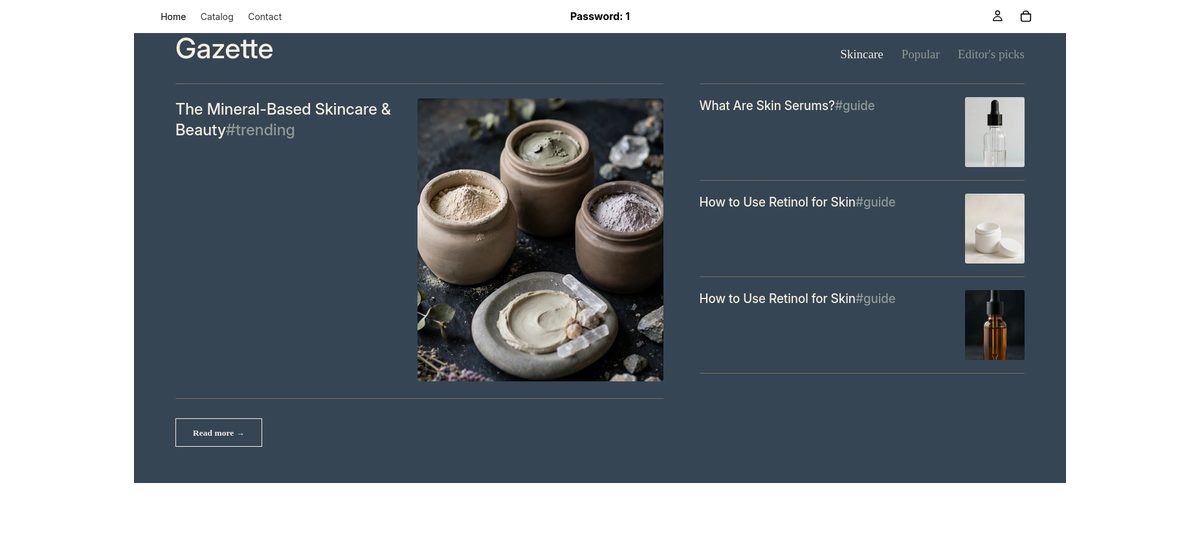 Home Catalog Contact
Password: 1
Gazette
Skincare Popular Editor's picks
The Mineral-Based Skincare &
Beauty#trending
What Are Skin Serums?#guide
How to Use Retinol for Skin#guide
How to Use Retinol for Skin#guide
Read more →